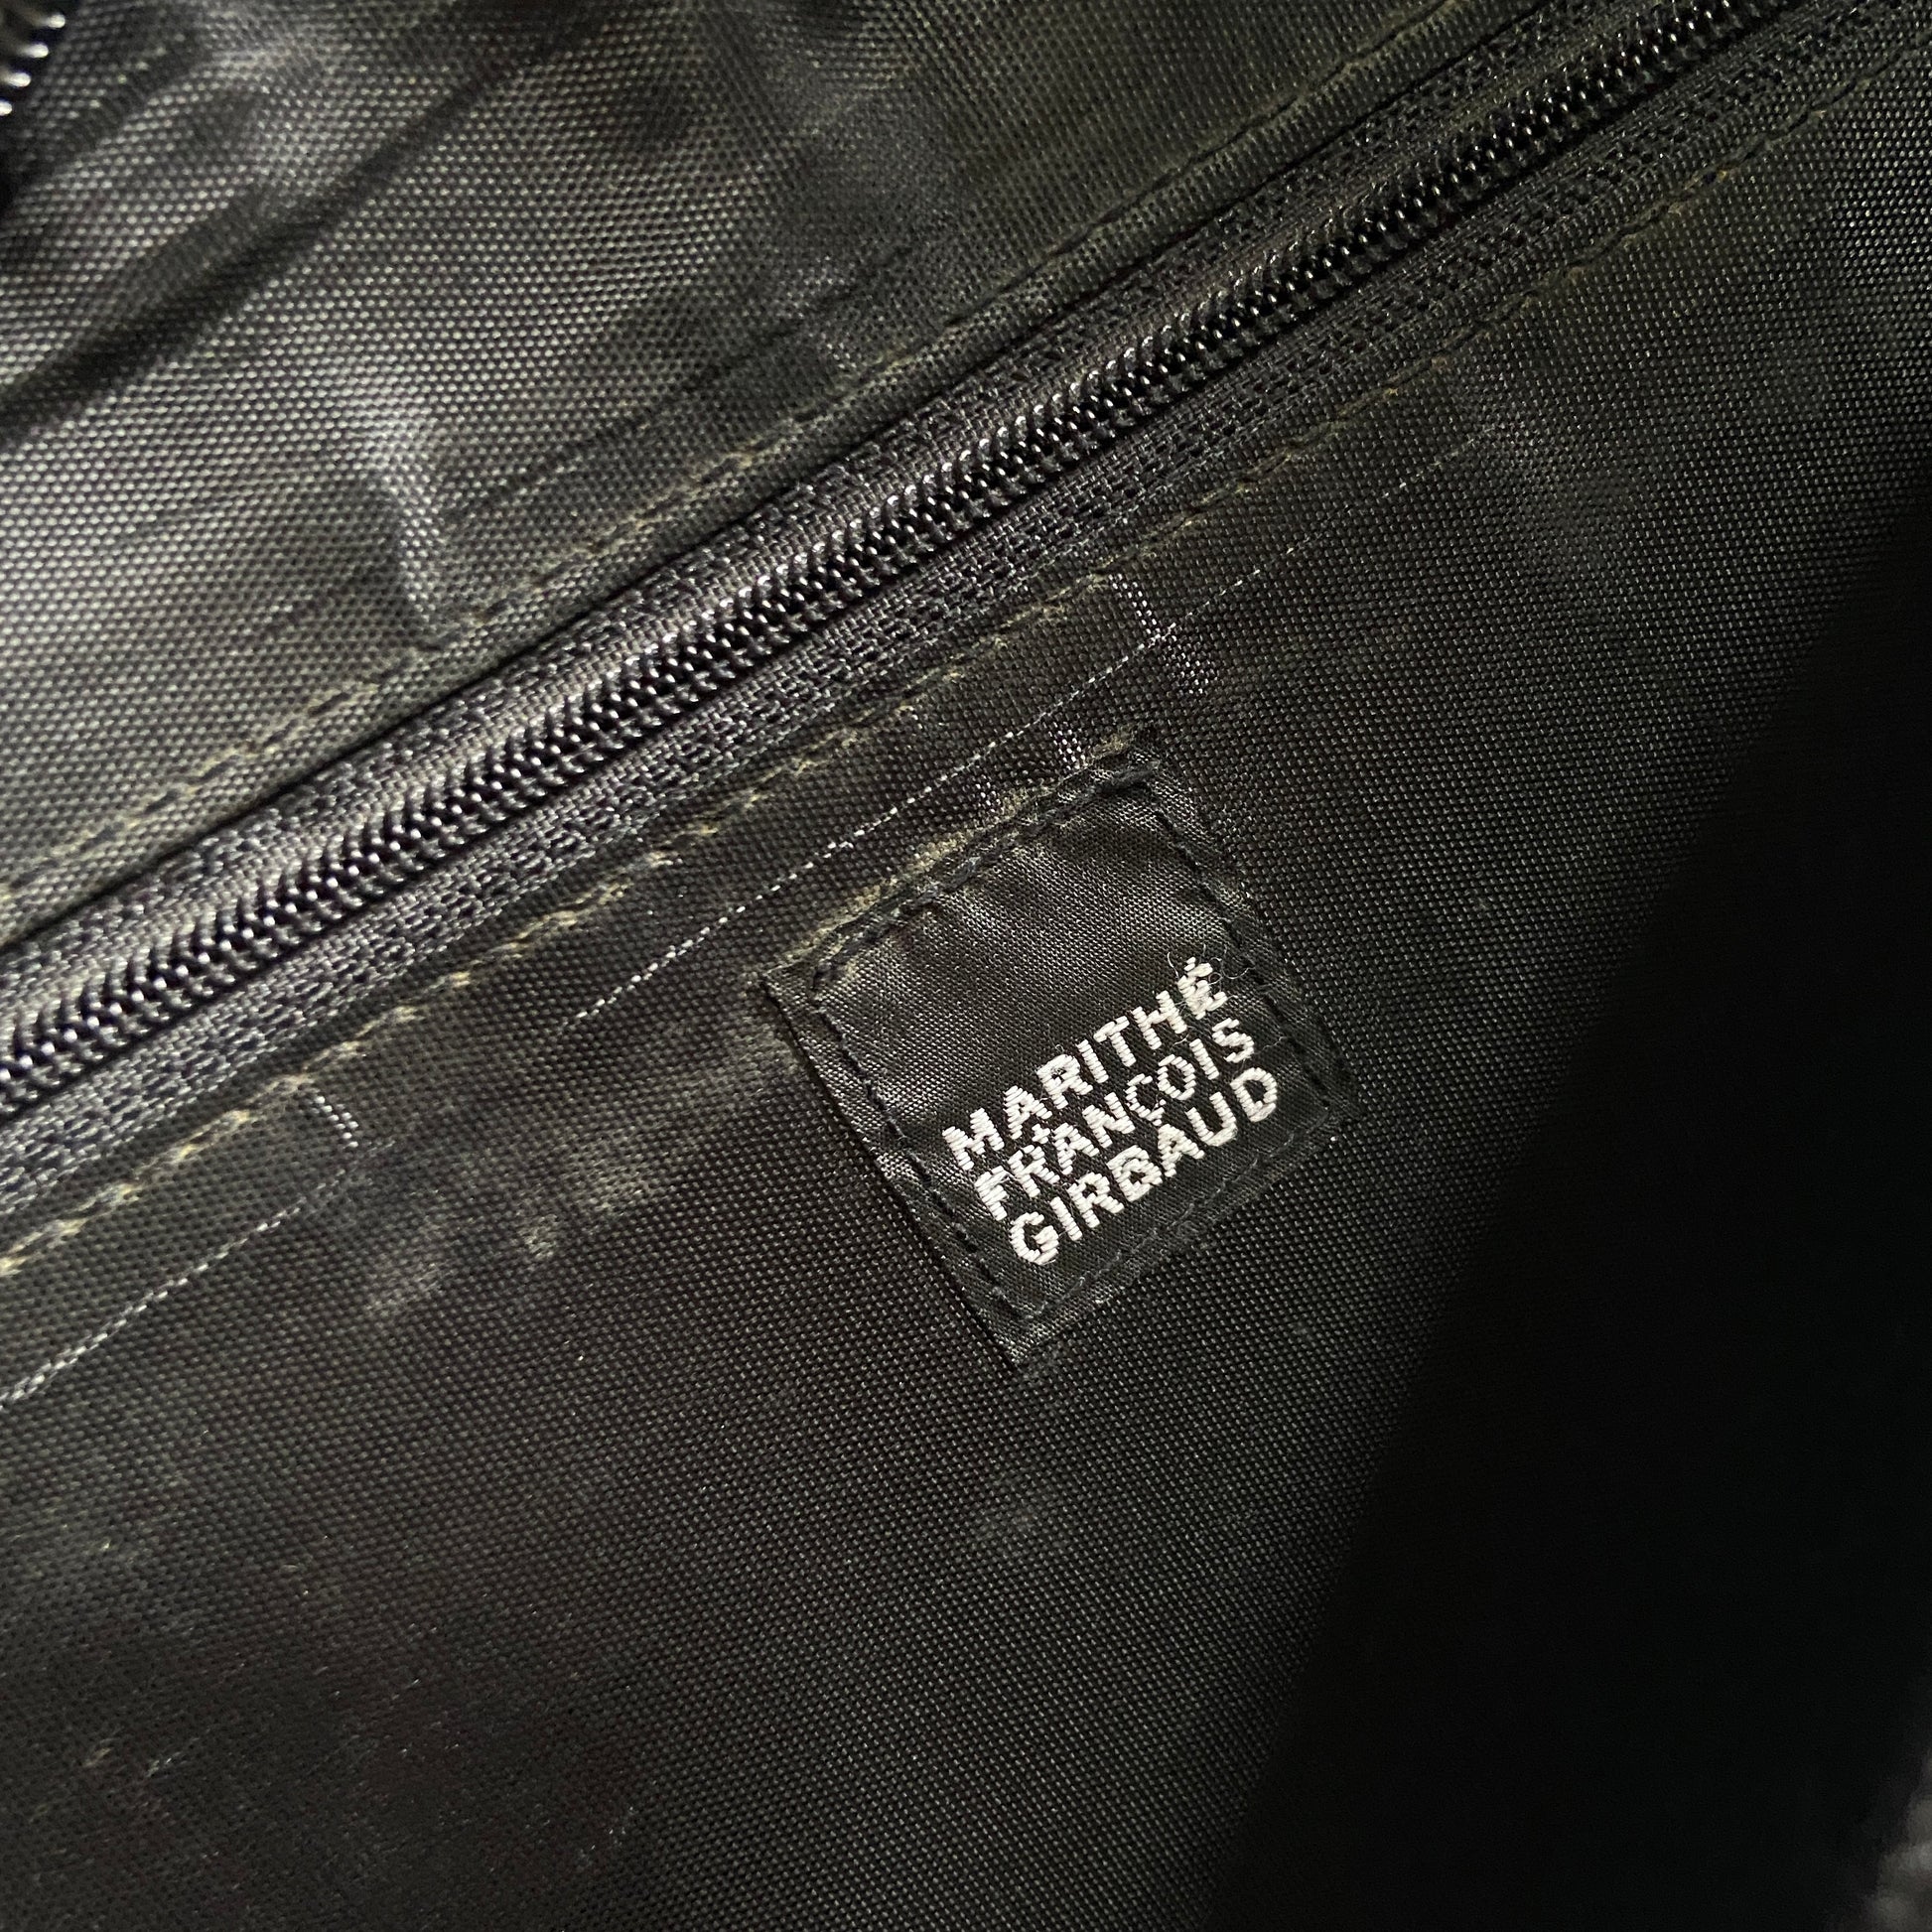 MARITHÉ
+
FRANÇOIS
GIRBAUD